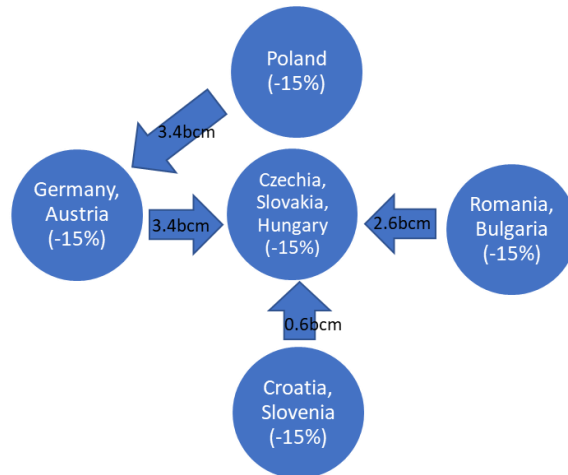 Poland
(-15%)
3.4bcm
Germany,
Austria
(-15%)
3.4bcm
Czechia,
Slovakia,
Hungary
(-15%)
2.6bcm
Romania,
Bulgaria
(-15%)
0.6bcm
Croatia,
Slovenia
(-15%)